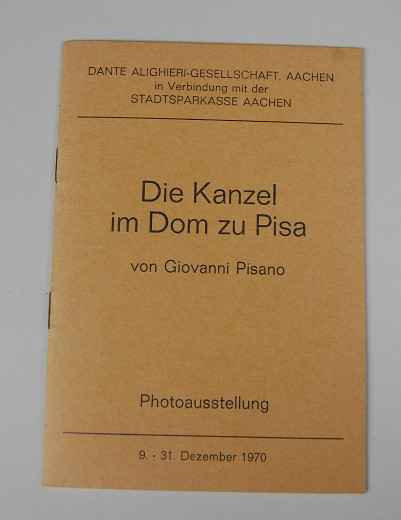 DANTE ALIGHIERI-GESELLSCHAFT, AACHEN
in Verbindung mit der
STADTSPARKASSE AACHEN
Die Kanzel
im Dom zu Pisa
von Giovanni Pisano
Photoausstellung
9. - 31. Dezember 1970